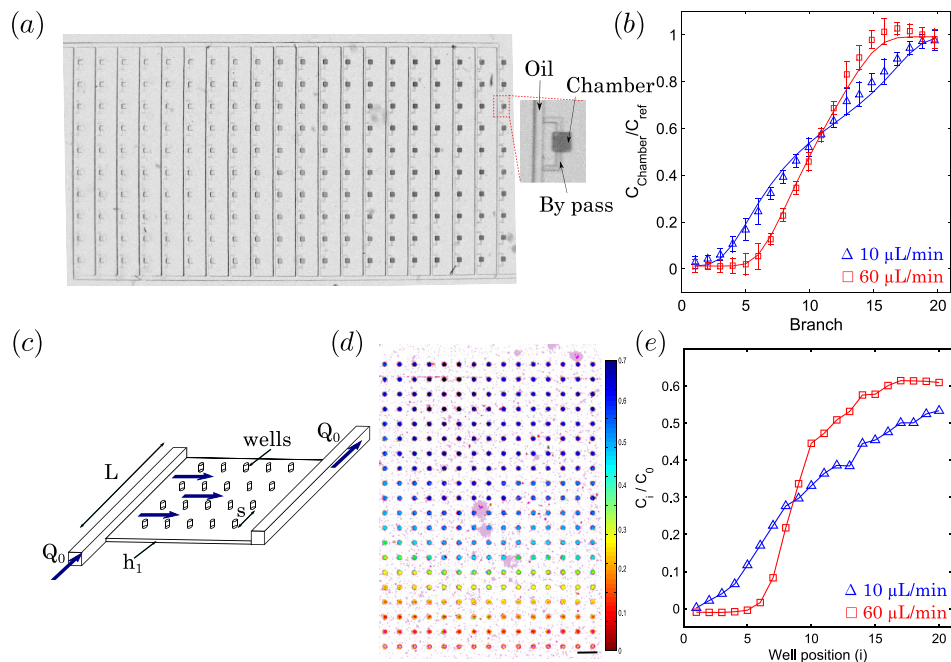 (a)
Oil
Chamber
By pass
(b)
C_Chamber/C_ref
1
0.8
0.6
0.4
0.2
0
0 5 10 15 20
Branch
△ 10 µL/min
□ 60 µL/min
(c)
Q₀
L
wells
Q₀
s
h₁
(d)
0.7
0.6
0.5
0.4
0.3
0.2
0.1
0
(e)
C_i / C_0
0.6
0.5
0.4
0.3
0.2
0.1
0
0 5 10 15 20
Well position (i)
△ 10 µL/min
□ 60 µL/min